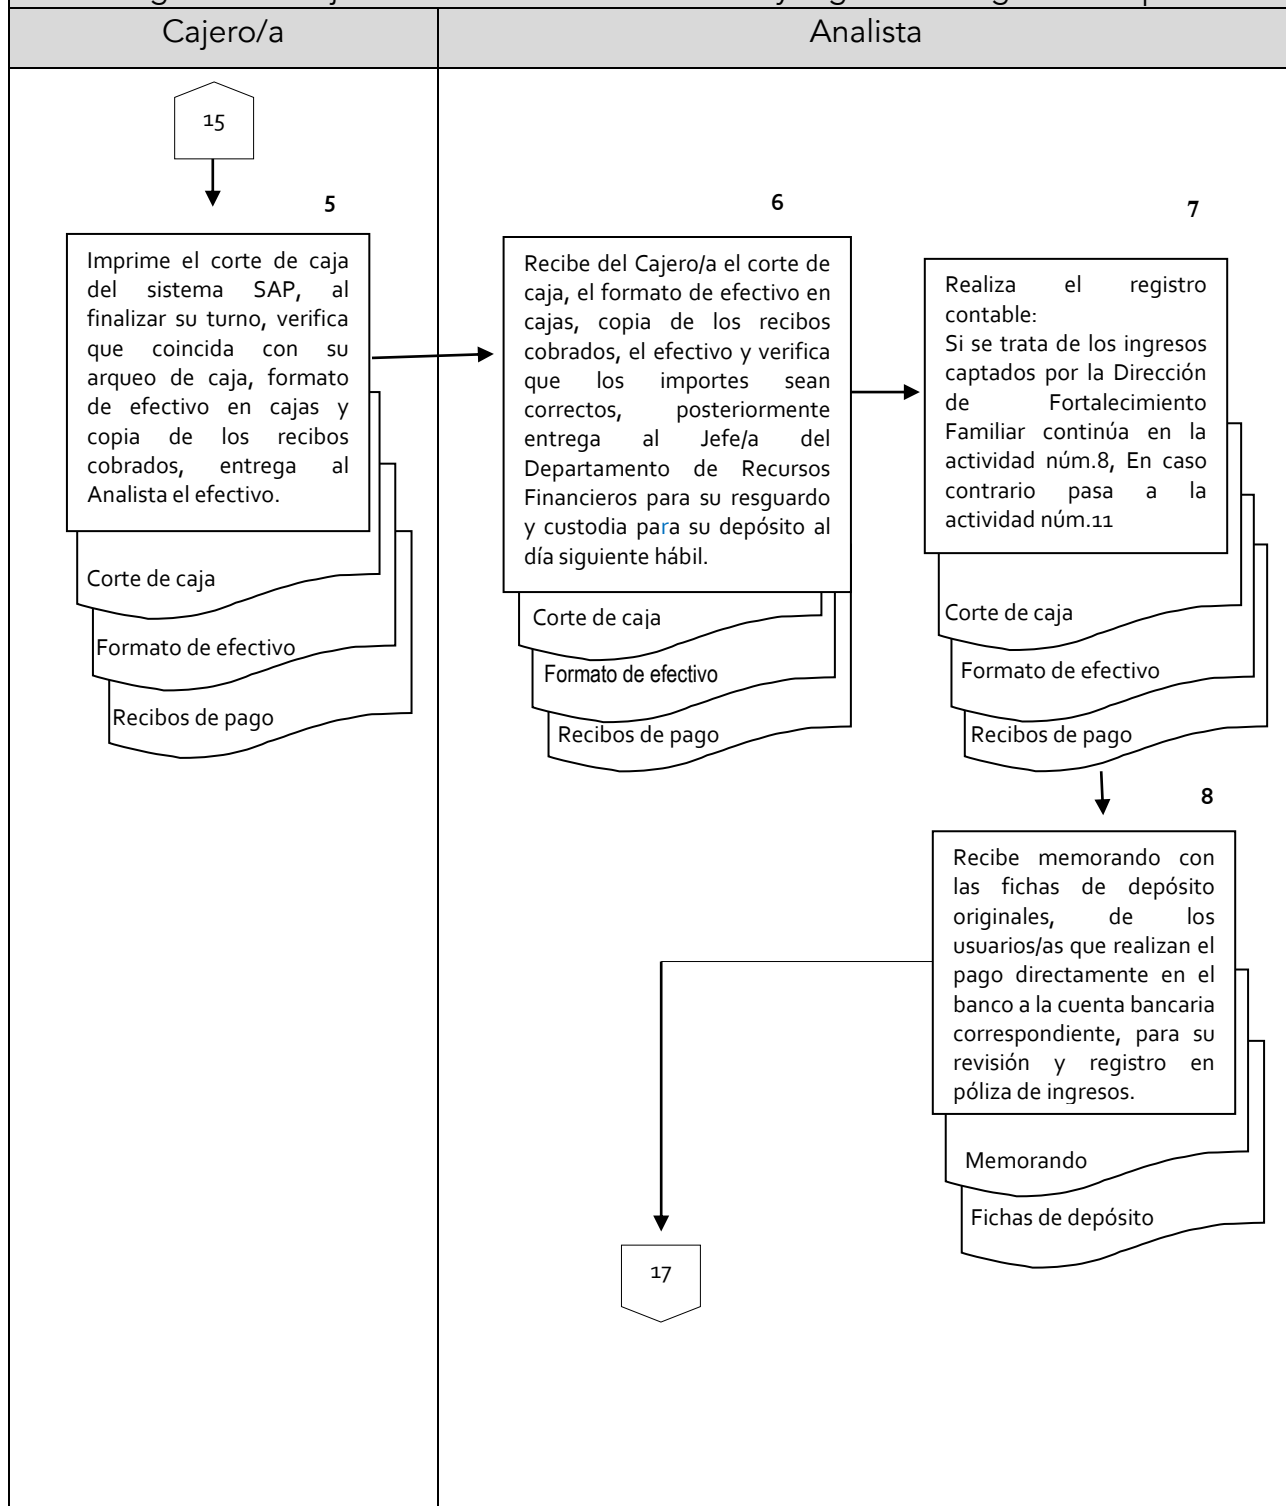 Cajero/a
Analista
15
5
Imprime el corte de caja
del sistema SAP, al
finalizar su turno, verifica
que coincida con su
arqueo de caja, formato
de efectivo en cajas y
copia de los recibos
cobrados, entrega al
Analista el efectivo.
Corte de caja
Formato de efectivo
Recibos de pago
6
Recibe del Cajero/a el corte de
caja, el formato de efectivo en
cajas, copia de los recibos
cobrados, el efectivo y verifica
que los importes sean
correctos, posteriormente
entrega al Jefe/a del
Departamento de Recursos
Financieros para su resguardo
y custodia para su depósito al
día siguiente hábil.
Corte de caja
Formato de efectivo
Recibos de pago
7
Realiza el registro
contable:
Si se trata de los ingresos
captados por la Dirección
de Fortalecimiento
Familiar continúa en la
actividad núm.8, En caso
contrario pasa a la
actividad núm.11
Corte de caja
Formato de efectivo
Recibos de pago
8
Recibe memorando con
las fichas de depósito
originales, de los
usuarios/as que realizan el
pago directamente en el
banco a la cuenta bancaria
correspondiente, para su
revisión y registro en
póliza de ingresos.
Memorando
Fichas de depósito
17